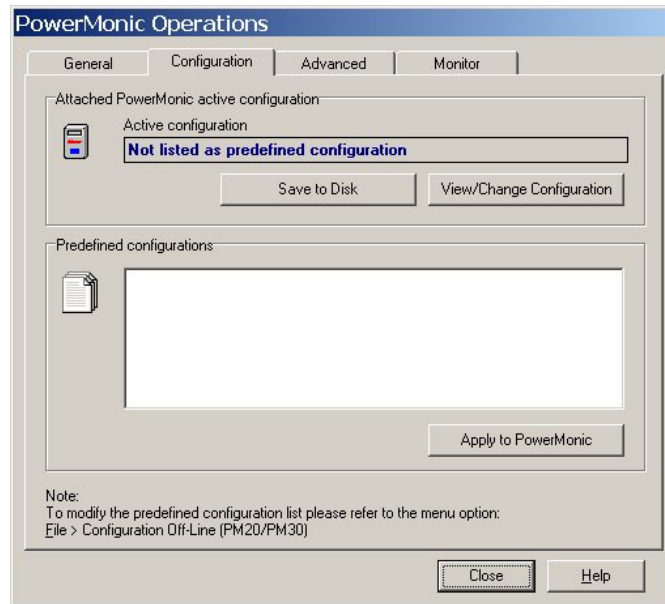 PowerMonic Operations
General Configuration Advanced Monitor
Attached PowerMonic active configuration
Active configuration
Not listed as predefined configuration
Save to Disk View/Change Configuration
Predefined configurations
Apply to PowerMonic
Note:
To modify the predefined configuration list please refer to the menu option:
File > Configuration Off-Line (PM20/PM30)
Close Help